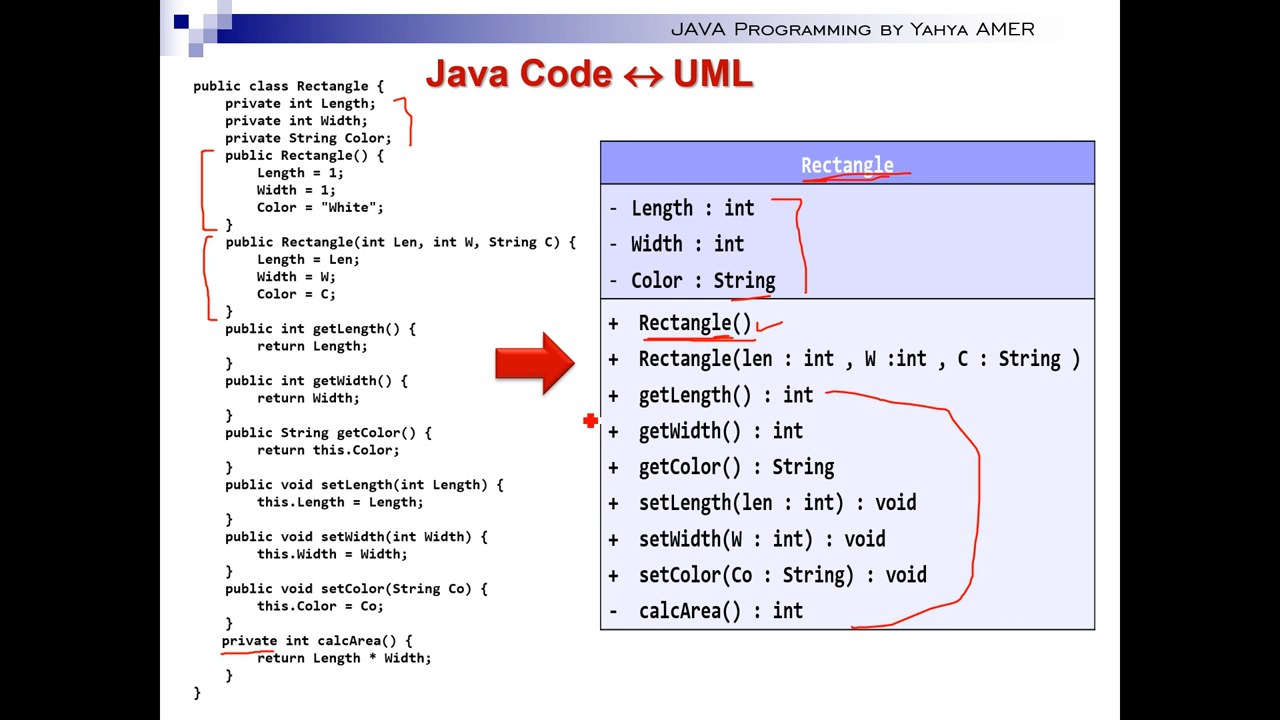 JAVA Programming by Yahya AMER
Java Code ↔ UML
public class Rectangle {
private int Length;
private int Width;
private String Color;
public Rectangle() {
Length = 1;
Width = 1;
Color = "White";
}
public Rectangle(int Len, int W, String C) {
Length = Len;
Width = W;
Color = C;
}
public int getLength() {
return Length;
}
public int getWidth() {
return Width;
}
public String getColor() {
return this.Color;
}
public void setLength(int Length) {
this.Length = Length;
}
public void setWidth(int Width) {
this.Width = Width;
}
public void setColor(String Co) {
this.Color = Co;
}
private int calcArea() {
return Length * Width;
}
}
Rectangle
- Length : int
- Width : int
- Color : String
+ Rectangle()
+ Rectangle(len : int , W :int , C : String )
+ getLength() : int
+ getWidth() : int
+ getColor() : String
+ setLength(len : int) : void
+ setWidth(W : int) : void
+ setColor(Co : String) : void
- calcArea() : int